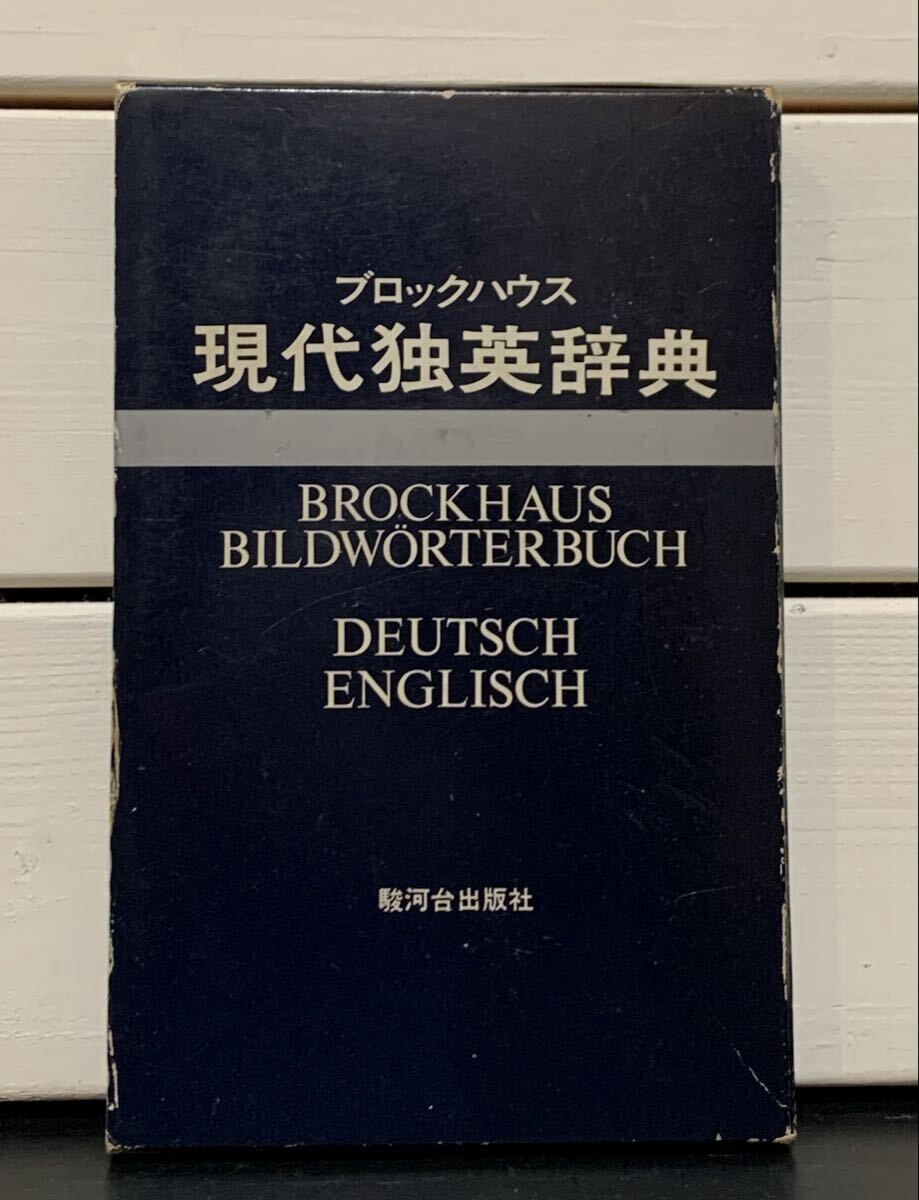 ブロックハウス
現代独英辞典
BROCKHAUS
BILDWÖRTERBUCH
DEUTSCH
ENGLISCH
駿河台出版社